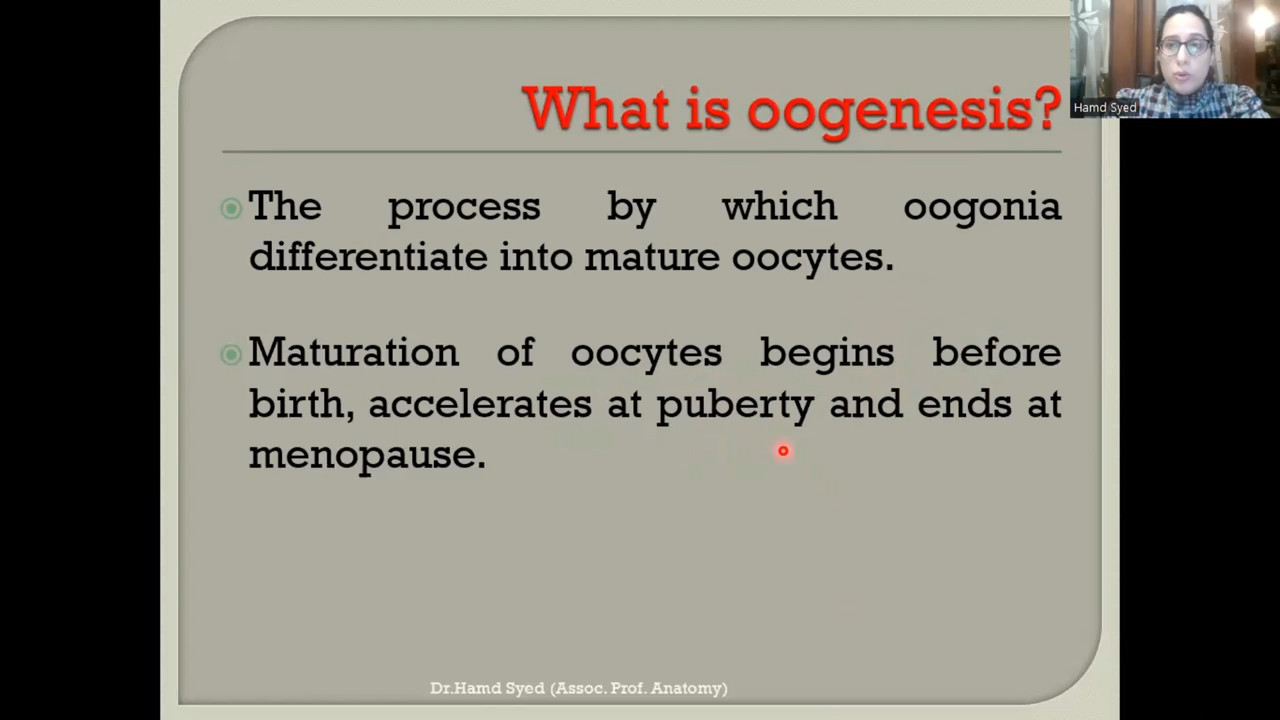 What is oogenesis?
Hamd Syed
The process by which oogonia
differentiate into mature oocytes.
Maturation of oocytes begins before
birth, accelerates at puberty and ends at
menopause.
Dr.Hamd Syed (Assoc. Prof. Anatomy)